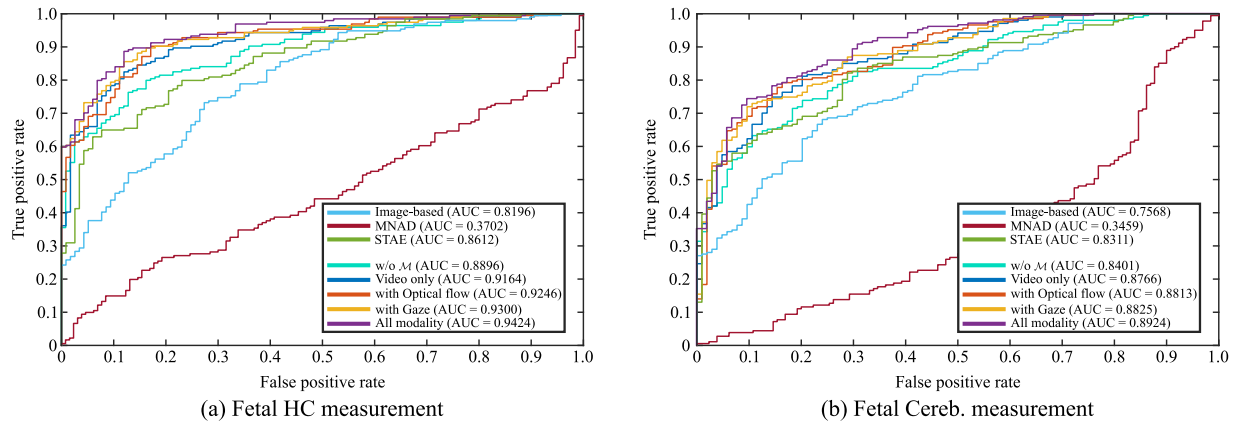 1.0
0.9
0.8
0.7
0.6
0.5
0.4
0.3
0.2
0.1
0
True positive rate
Image-based (AUC = 0.8196)
MNAD (AUC = 0.3702)
STAE (AUC = 0.8612)
w/o ℳ (AUC = 0.8896)
Video only (AUC = 0.9164)
with Optical flow (AUC = 0.9246)
with Gaze (AUC = 0.9300)
All modality (AUC = 0.9424)
0 0.1 0.2 0.3 0.4 0.5 0.6 0.7 0.8 0.9 1.0
False positive rate
(a) Fetal HC measurement
1.0
0.9
0.8
0.7
0.6
0.5
0.4
0.3
0.2
0.1
0
True positive rate
Image-based (AUC = 0.7568)
MNAD (AUC = 0.3459)
STAE (AUC = 0.8311)
w/o ℳ (AUC = 0.8401)
Video only (AUC = 0.8766)
with Optical flow (AUC = 0.8813)
with Gaze (AUC = 0.8825)
All modality (AUC = 0.8924)
0 0.1 0.2 0.3 0.4 0.5 0.6 0.7 0.8 0.9 1.0
False positive rate
(b) Fetal Cereb. measurement